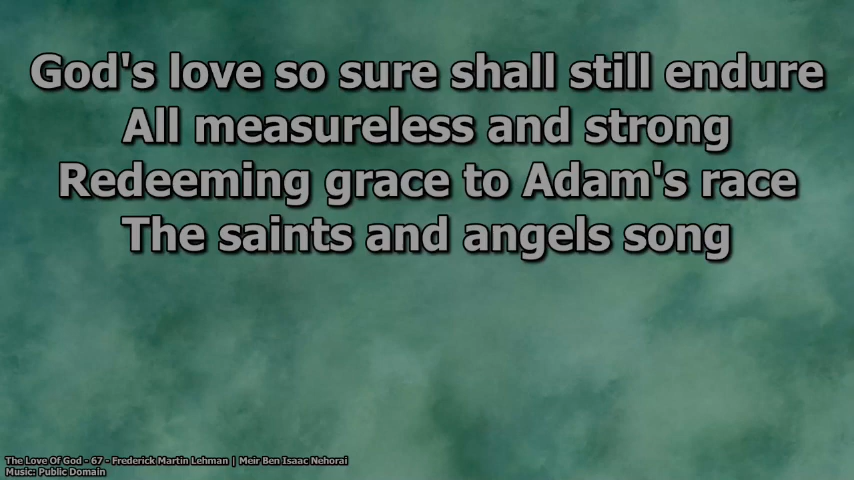 God's love so sure shall still endure
All measureless and strong
Redeeming grace to Adam's race
The saints and angels song
The Love Of God - 67 - Frederick Martin Lehman | Meir Ben Isaac Nehorai
Music: Public Domain